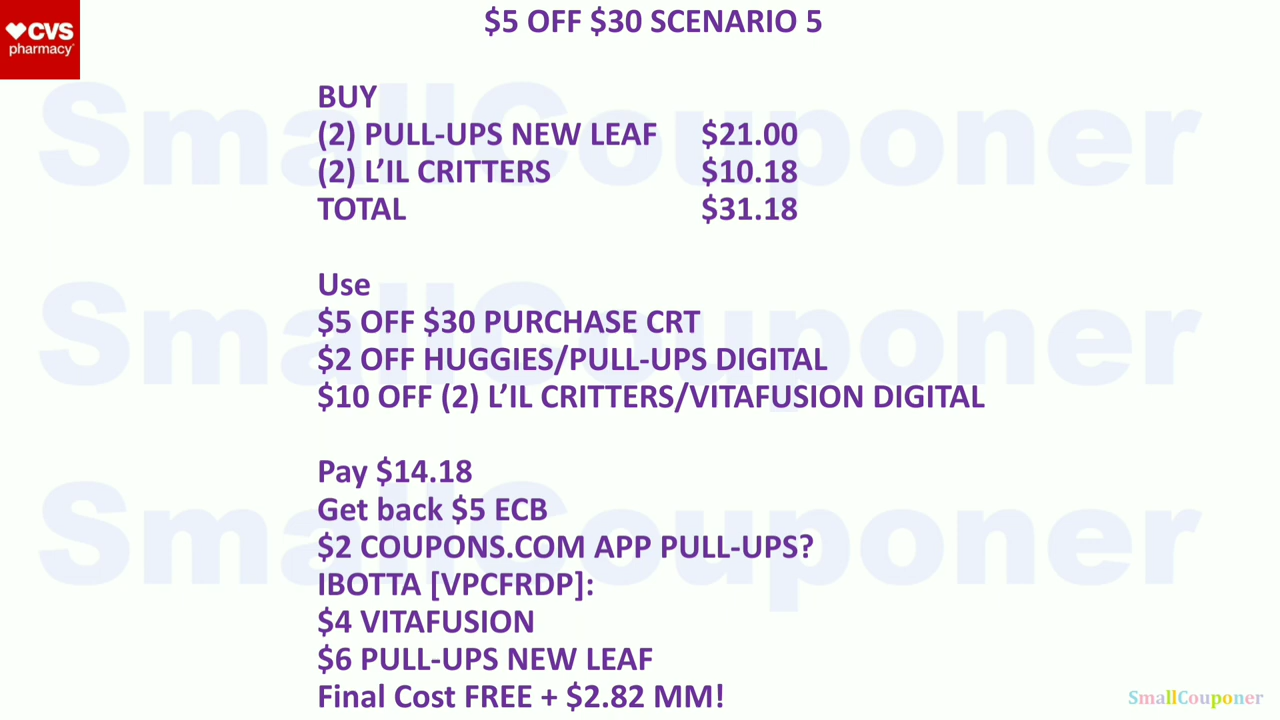 CVS
pharmacy
$5 OFF $30 SCENARIO 5
BUY
(2) PULL-UPS NEW LEAF $21.00
(2) L’IL CRITTERS $10.18
TOTAL $31.18
Use
$5 OFF $30 PURCHASE CRT
$2 OFF HUGGIES/PULL-UPS DIGITAL
$10 OFF (2) L’IL CRITTERS/VITAFUSION DIGITAL
Pay $14.18
Get back $5 ECB
$2 COUPONS.COM APP PULL-UPS?
IBOTTA [VPCFRDP]:
$4 VITAFUSION
$6 PULL-UPS NEW LEAF
Final Cost FREE + $2.82 MM!
SmallCouponer
SmallCouponer
SmallCouponer
SmallCouponer